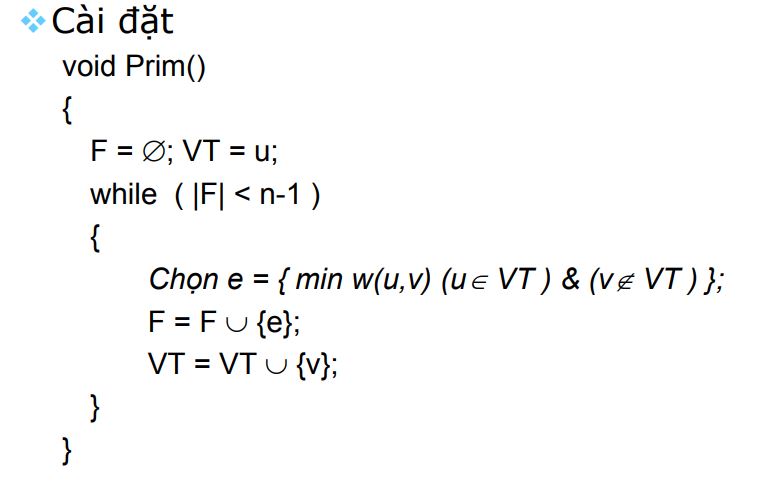 ❖Cài đặt
void Prim()
{
F = ∅; VT = u;
while ( |F| < n-1 )
{
Chọn e = { min w(u,v) (u∈ VT ) & (v∉ VT ) };
F = F ∪ {e};
VT = VT ∪ {v};
}
}